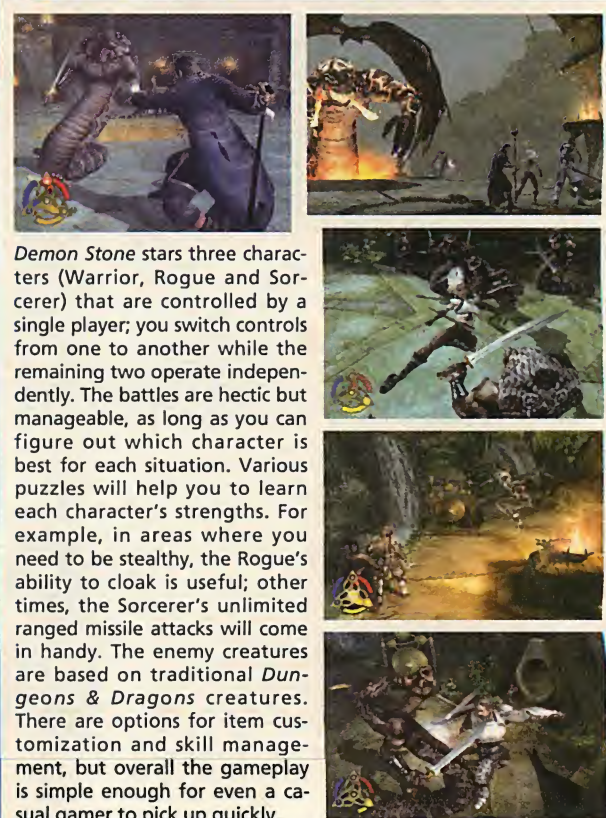 Demon Stone stars three charac-
ters (Warrior, Rogue and Sor-
cerer) that are controlled by a
single player; you switch controls
from one to another while the
remaining two operate indepen-
dently. The battles are hectic but
manageable, as long as you can
figure out which character is
best for each situation. Various
puzzles will help you to learn
each character's strengths. For
example, in areas where you
need to be stealthy, the Rogue's
ability to cloak is useful; other
times, the Sorcerer's unlimited
ranged missile attacks will come
in handy. The enemy creatures
are based on traditional Dun-
geons & Dragons creatures.
There are options for item cus-
tomization and skill manage-
ment, but overall the gameplay
is simple enough for even a ca-
sual gamer to pick up quickly.